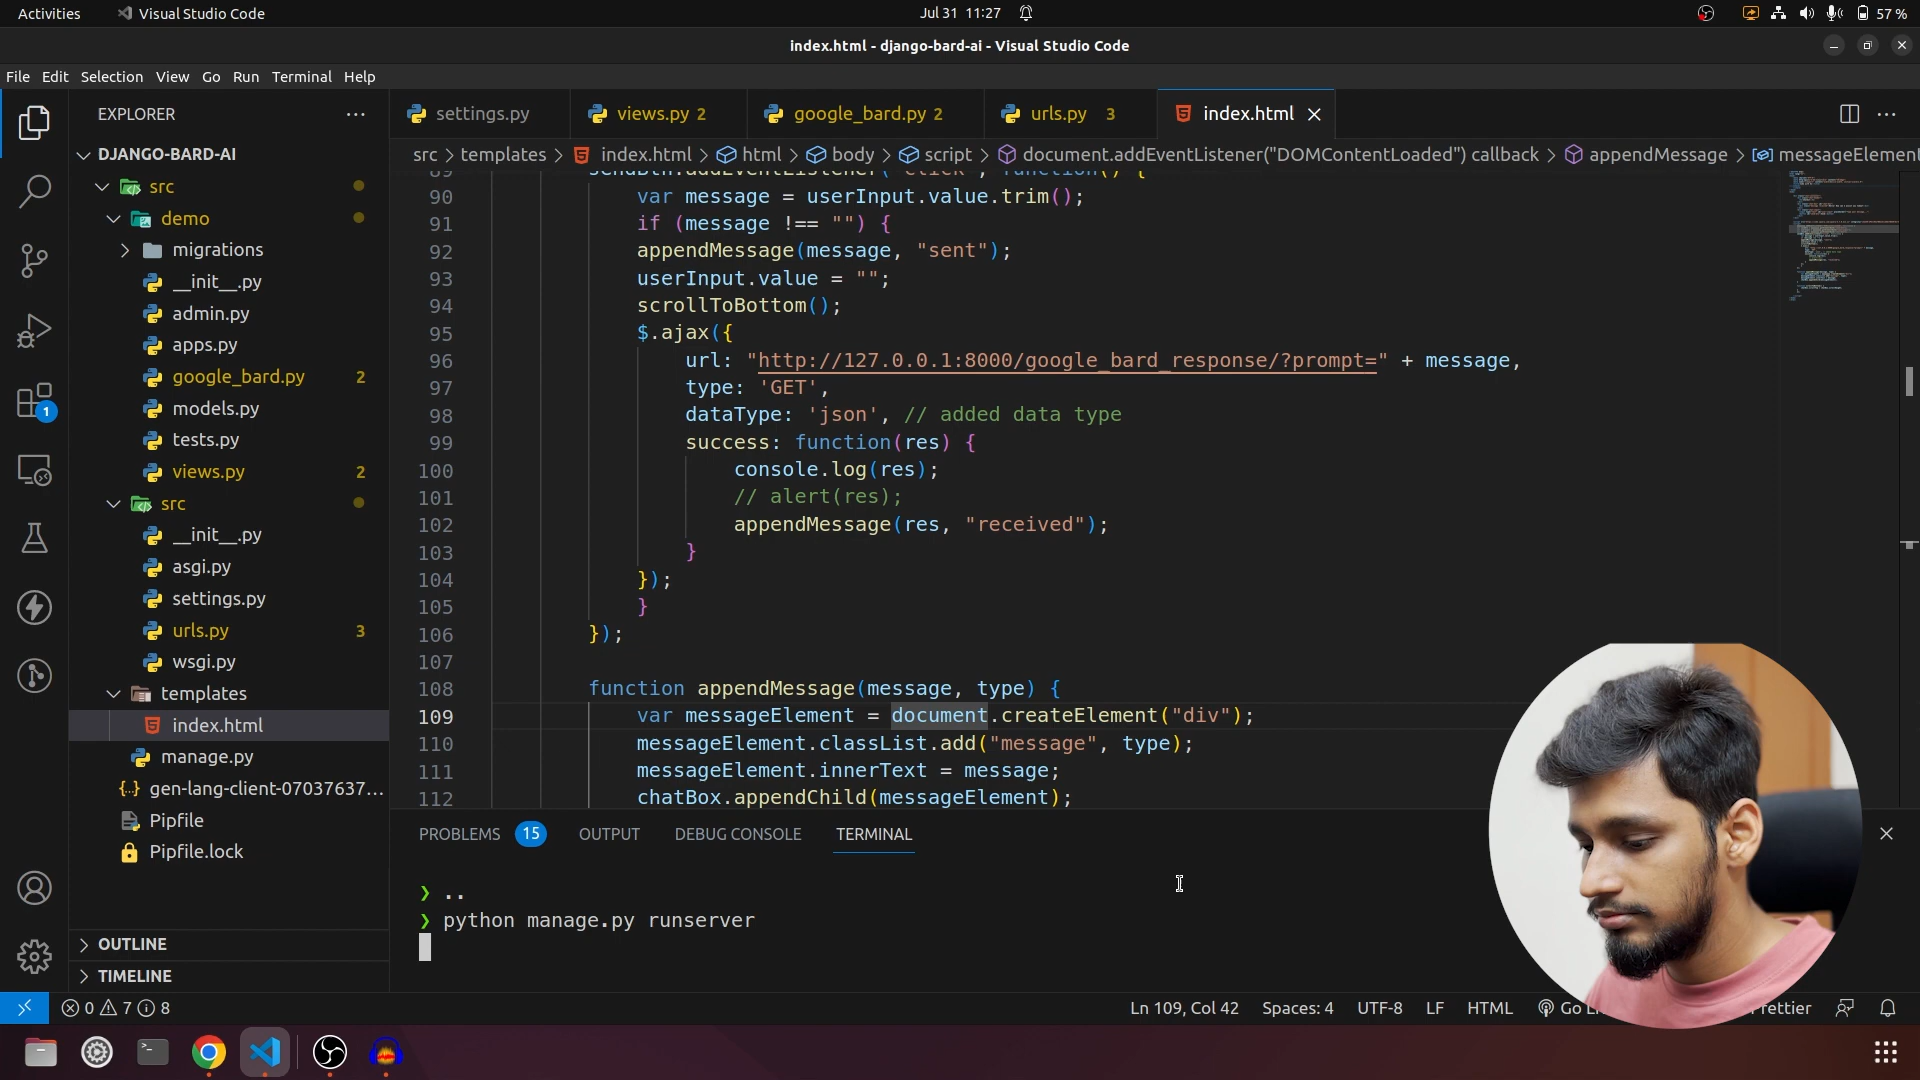 Activities
Visual Studio Code
Jul 31 11:27
57 %
index.html - django-bard-ai - Visual Studio Code
File Edit Selection View Go Run Terminal Help
EXPLORER
DJANGO-BARD-AI
src
demo
migrations
__init__.py
admin.py
apps.py
google_bard.py 2
models.py
tests.py
views.py 2
src
__init__.py
asgi.py
settings.py
urls.py 3
wsgi.py
templates
index.html
manage.py
gen-lang-client-07037637...
Pipfile
Pipfile.lock
OUTLINE
TIMELINE
1
settings.py
views.py 2
google_bard.py 2
urls.py 3
index.html
src > templates > index.html > html > body > script > document.addEventListener("DOMContentLoaded") callback > appendMessage > messageElement
89 sendBtn.addEventListener("click", function() {
90 var message = userInput.value.trim();
91 if (message !== "") {
92 appendMessage(message, "sent");
93 userInput.value = "";
94 scrollToBottom();
95 $.ajax({
96 url: "http://127.0.0.1:8000/google_bard_response/?prompt=" + message,
97 type: 'GET',
98 dataType: 'json', // added data type
99 success: function(res) {
100 console.log(res);
101 // alert(res);
102 appendMessage(res, "received");
103 }
104 });
105 }
106 });
107
108 function appendMessage(message, type) {
109 var messageElement = document.createElement("div");
110 messageElement.classList.add("message", type);
111 messageElement.innerText = message;
112 chatBox.appendChild(messageElement);
PROBLEMS 15 OUTPUT DEBUG CONSOLE TERMINAL
❯ ..
❯ python manage.py runserver
0 7 8
Ln 109, Col 42 Spaces: 4 UTF-8 LF HTML Go